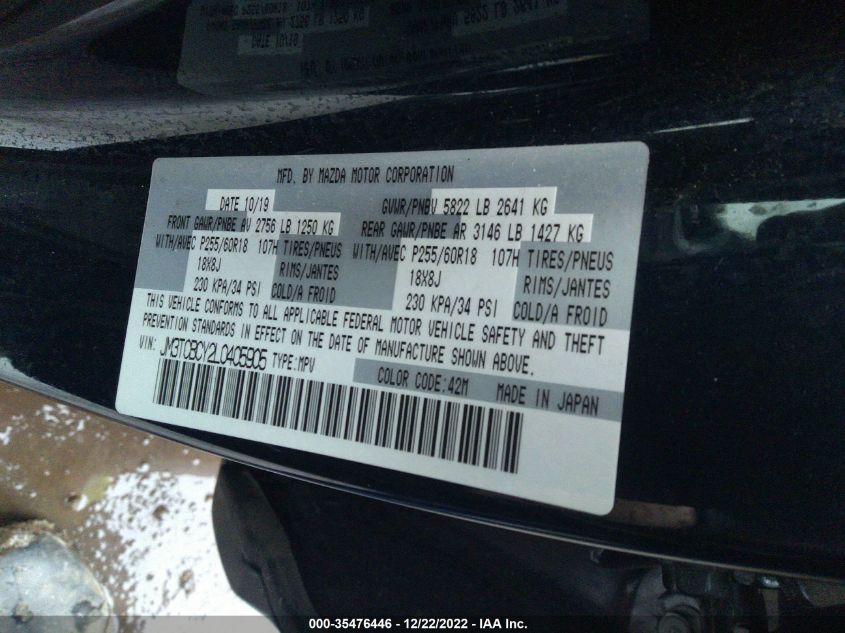 MFD. BY MAZDA MOTOR CORPORATION
DATE 10/19 GVWR/PNBV 5822 LB 2641 KG
FRONT GAWR/PNBE AV 2756 LB 1250 KG REAR GAWR/PNBE AR 3146 LB 1427 KG
WITH/AVEC P255/60R18 107H TIRES/PNEUS WITH/AVEC P255/60R18 107H TIRES/PNEUS
18X8J RIMS/JANTES 18X8J RIMS/JANTES
230 KPA/34 PSI COLD/A FROID 230 KPA/34 PSI COLD/A FROID
THIS VEHICLE CONFORMS TO ALL APPLICABLE FEDERAL MOTOR VEHICLE SAFETY AND THEFT
PREVENTION STANDARDS IN EFFECT ON THE DATE OF MANUFACTURE SHOWN ABOVE.
VIN: JM3TCBCY2L0405905 TYPE:MPV
COLOR CODE:42M MADE IN JAPAN
000-35476446 - 12/22/2022 - IAA Inc.